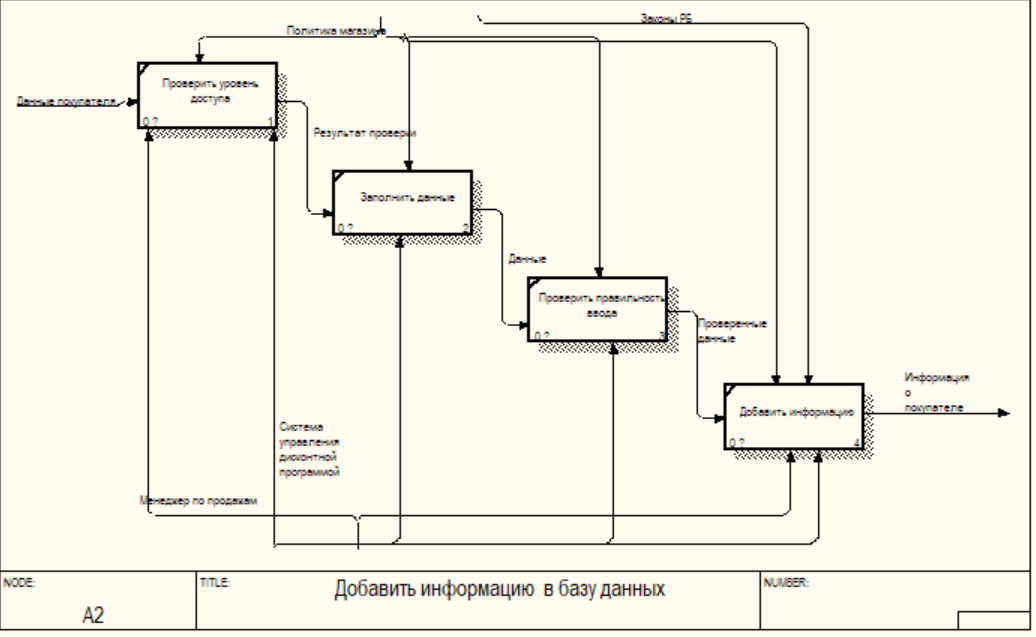 Законы РБ
Политика магазина
Проверить уровень
доступа
0 ?
1
Данные покупателя
Результат проверки
Заполнить данные
0 ?
2
Данные
Проверить правильность
ввода
0 ?
3
Проверенные
данные
Добавить информацию
0 ?
4
Информация
о
покупателе
Система
управления
дисконтной
программой
Менеджер по продажам
NODE:
A2
TITLE:
Добавить информацию в базу данных
NUMBER: